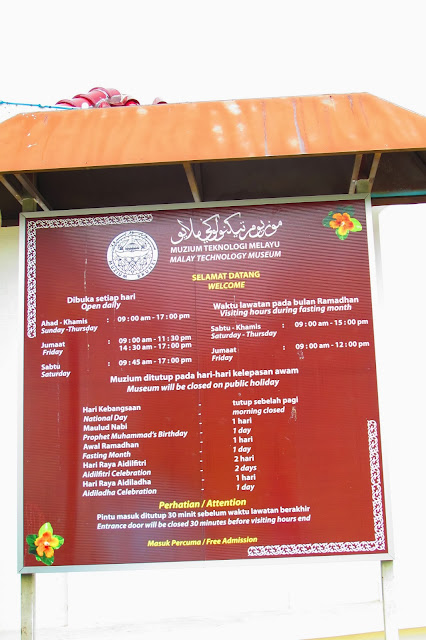 موزيوم تيكنولوڬي ملايو
MUZIUM TEKNOLOGI MELAYU
MALAY TECHNOLOGY MUSEUM
SELAMAT DATANG
WELCOME
Dibuka setiap hari
Open daily
Ahad - Khamis : 09 : 00 am - 17 : 00 pm
Sunday -Thursday
Jumaat : 09 : 00 am - 11 : 30 pm
Friday 14 : 30 am - 17 : 00 pm
Sabtu : 09 : 45 am - 17 : 00 pm
Saturday
Waktu lawatan pada bulan Ramadhan
Visiting hours during fasting month
Sabtu - Khamis : 09 : 00 am - 15 : 00 pm
Saturday - Thursday
Jumaat : 09 : 00 am - 12 : 00 pm
Friday
Muzium ditutup pada hari-hari kelepasan awam
Museum will be closed on public holiday
Hari Kebangsaan : tutup sebelah pagi
National Day morning closed
Maulud Nabi : 1 hari
Prophet Muhammad's Birthday 1 day
Awal Ramadhan : 1 hari
Fasting Month 1 day
Hari Raya Aidilfitri : 2 hari
Aidilfitri Celebration 2 days
Hari Raya Aidiladha : 1 hari
Aidiladha Celebration 1 day
Perhatian / Attention
Pintu masuk ditutup 30 minit sebelum waktu lawatan berakhir
Entrance door will be closed 30 minutes before visiting hours end
Masuk Percuma / Free Admission